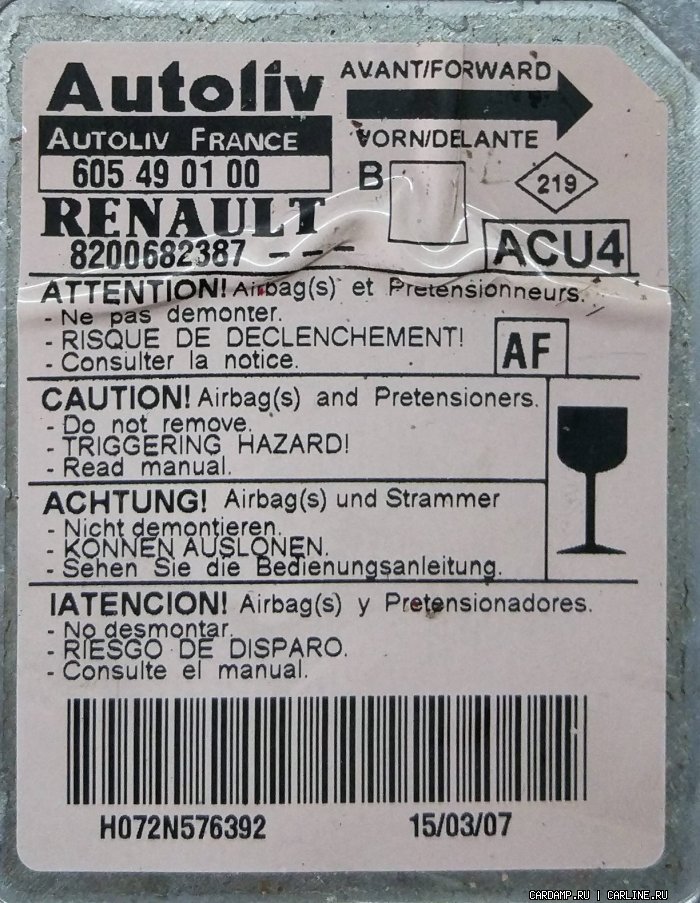 Autoliv
AUTOLIV FRANCE
605 49 01 00
AVANT/FORWARD
VORN/DELANTE
B
219
RENAULT
8200682387 - - -
ACU4
ATTENTION! Airbag(s) et Pretensionneurs.
- Ne pas demonter.
- RISQUE DE DECLENCHEMENT!
- Consulter la notice.
AF
CAUTION! Airbag(s) and Pretensioners.
- Do not remove.
- TRIGGERING HAZARD!
- Read manual.
ACHTUNG! Airbag(s) und Strammer
- Nicht demontieren.
- KONNEN AUSLONEN.
- Sehen Sie die Bedienungsanleitung.
IATENCION! Airbag(s) y Pretensionadores.
- No desmontar.
- RIESGO DE DISPARO.
- Consulte el manual.
H072N576392 15/03/07
CARDAMP.RU | CARLINE.RU